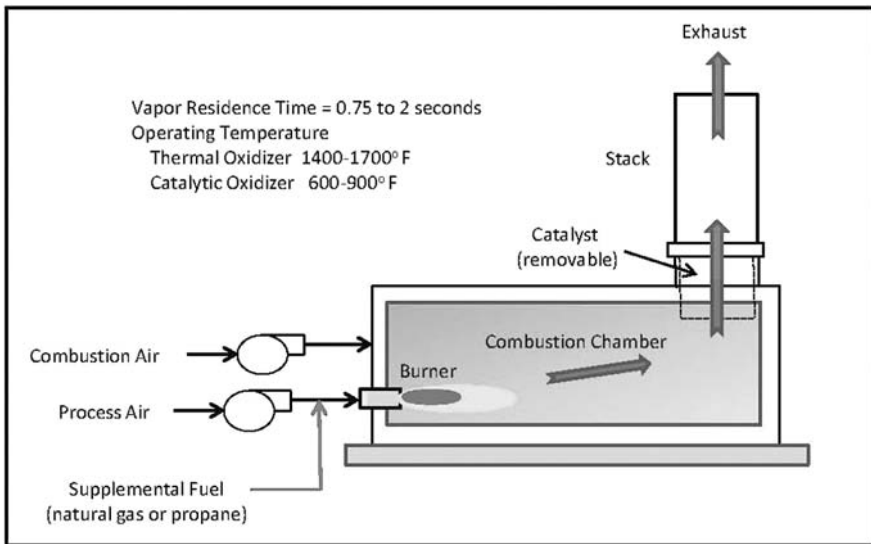 Exhaust
Vapor Residence Time = 0.75 to 2 seconds
Operating Temperature
Thermal Oxidizer 1400-1700° F
Catalytic Oxidizer 600-900° F
Stack
Catalyst
(removable)
Combustion Chamber
Combustion Air
Burner
Process Air
Supplemental Fuel
(natural gas or propane)